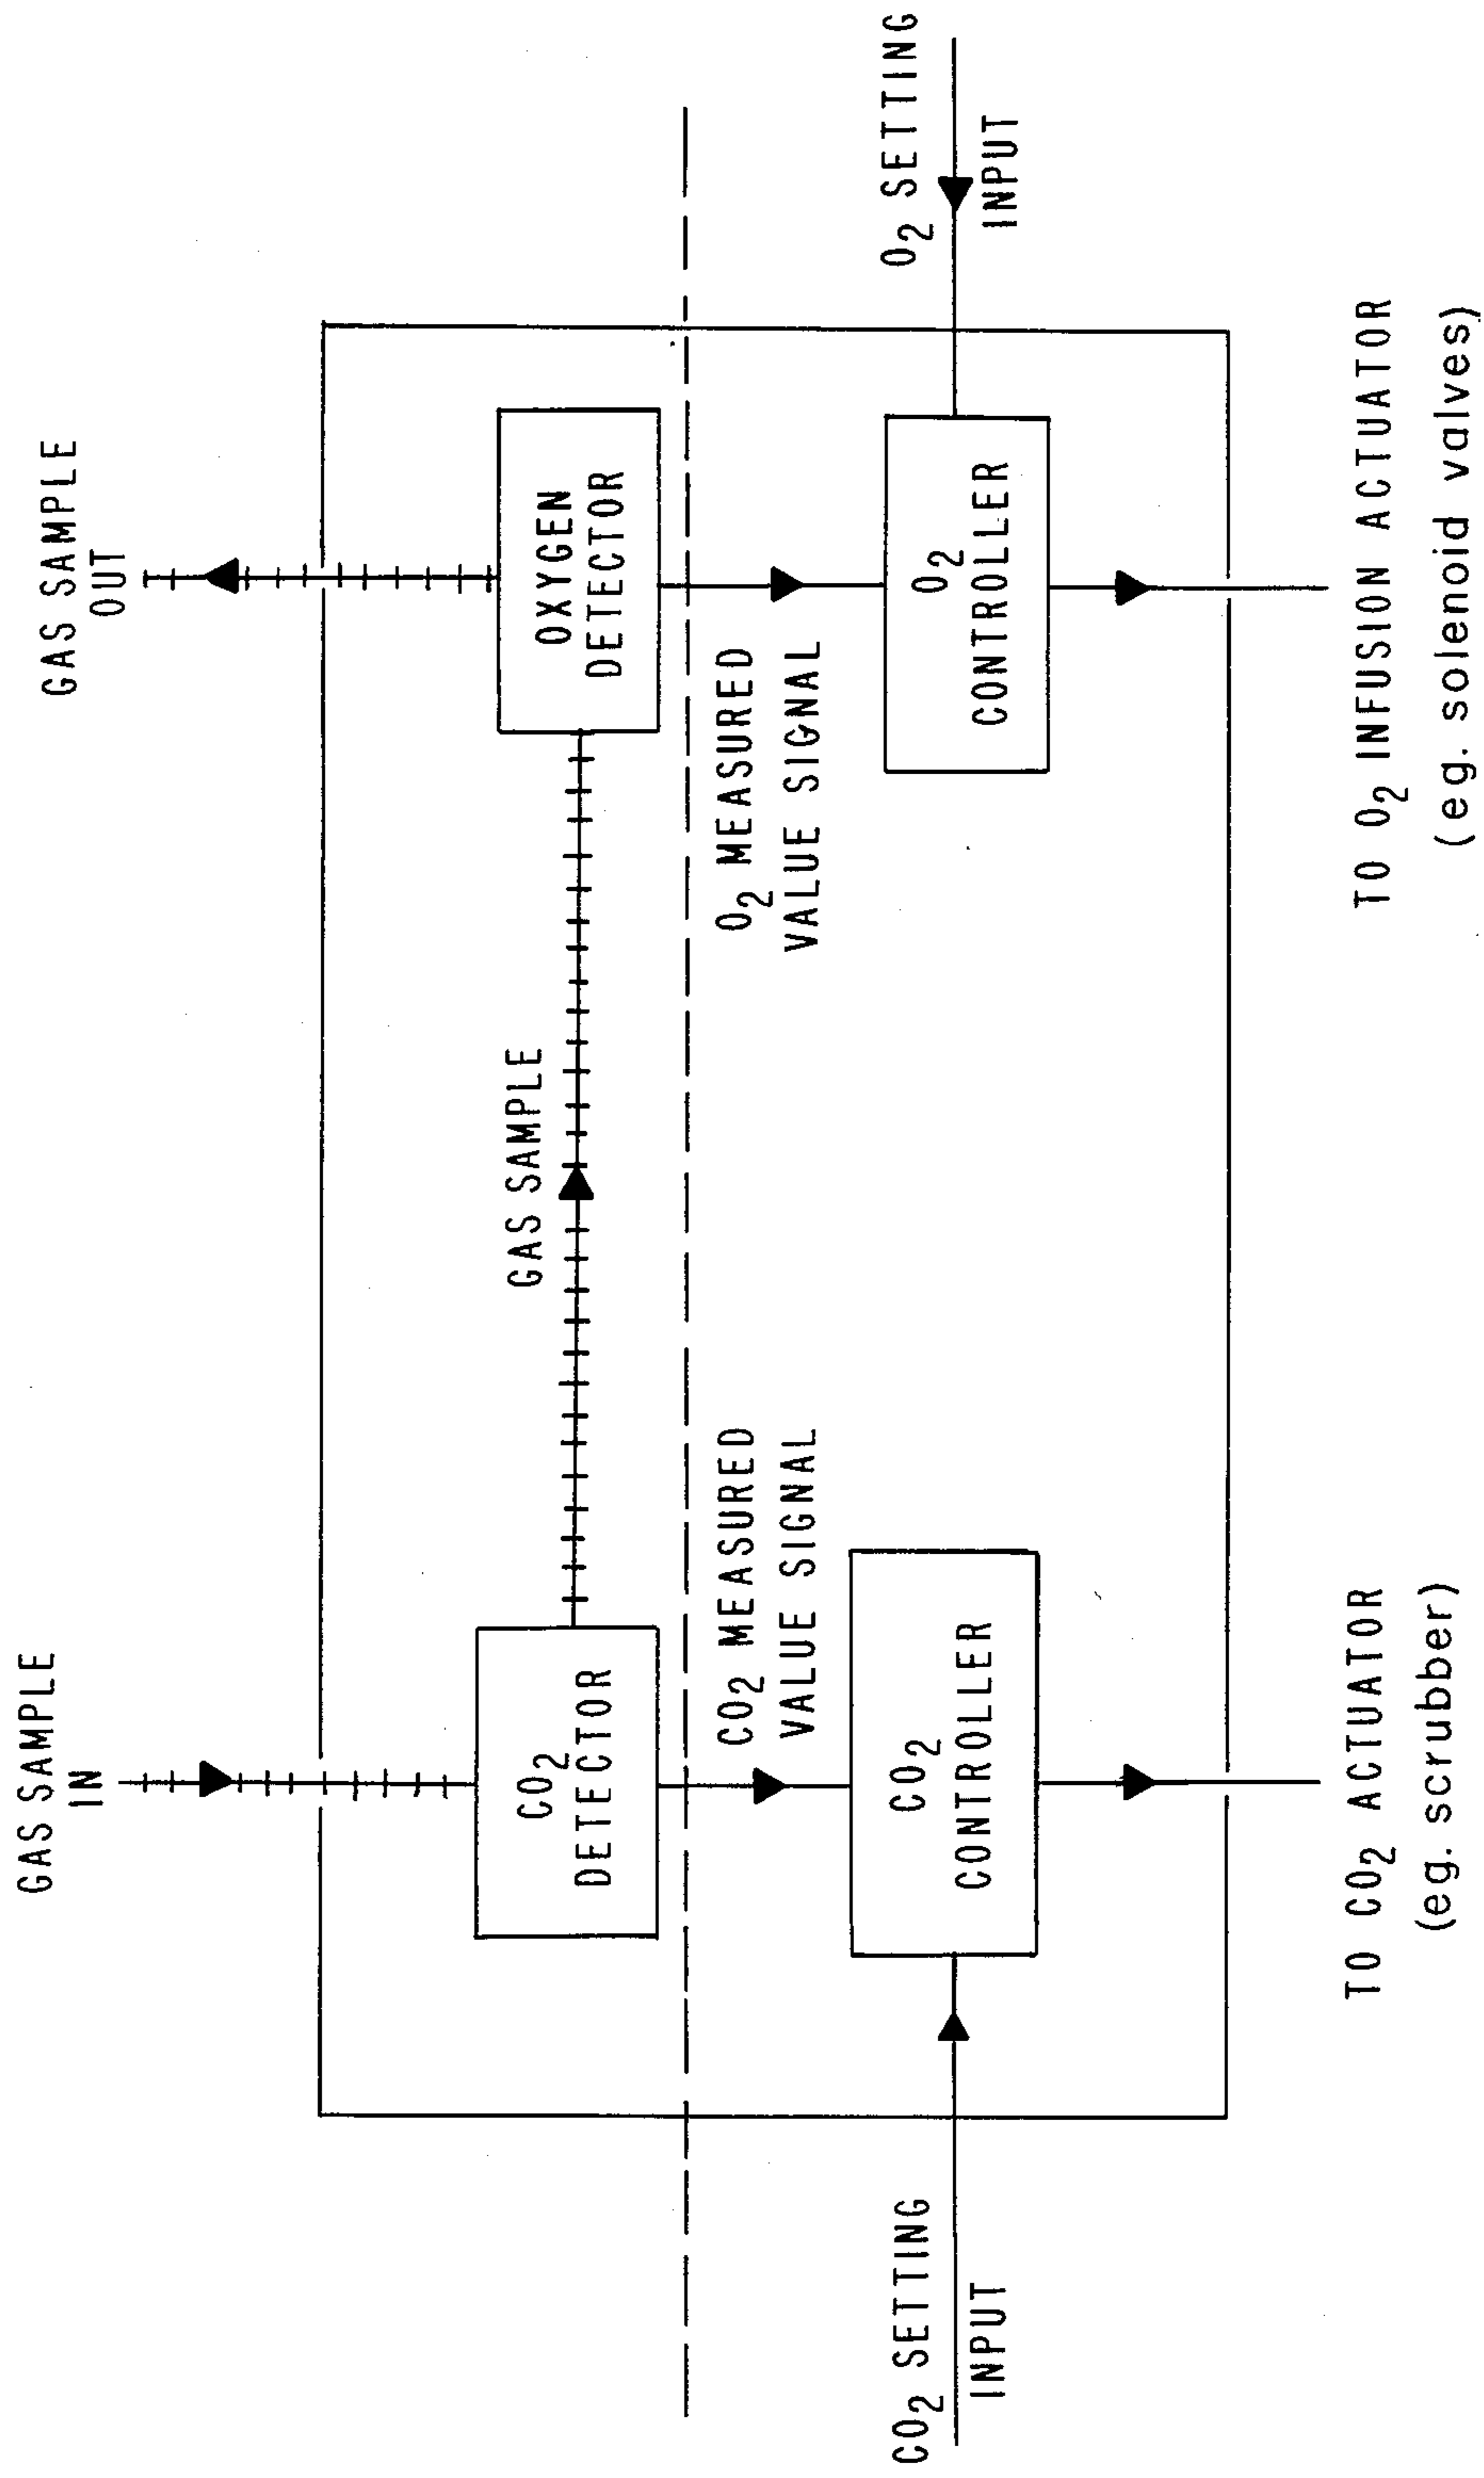 GAS SAMPLE
IN
GAS SAMPLE
OUT
GAS SAMPLE
CO2
DETECTOR
OXYGEN
DETECTOR
CO2 MEASURED
VALUE SIGNAL
O2 MEASURED
VALUE SIGNAL
CO2 SETTING
INPUT
CO2
CONTROLLER
O2
CONTROLLER
O2 SETTING
INPUT
TO CO2 ACTUATOR
(eg. scrubber)
TO O2 INFUSION ACTUATOR
(eg. solenoid valves)